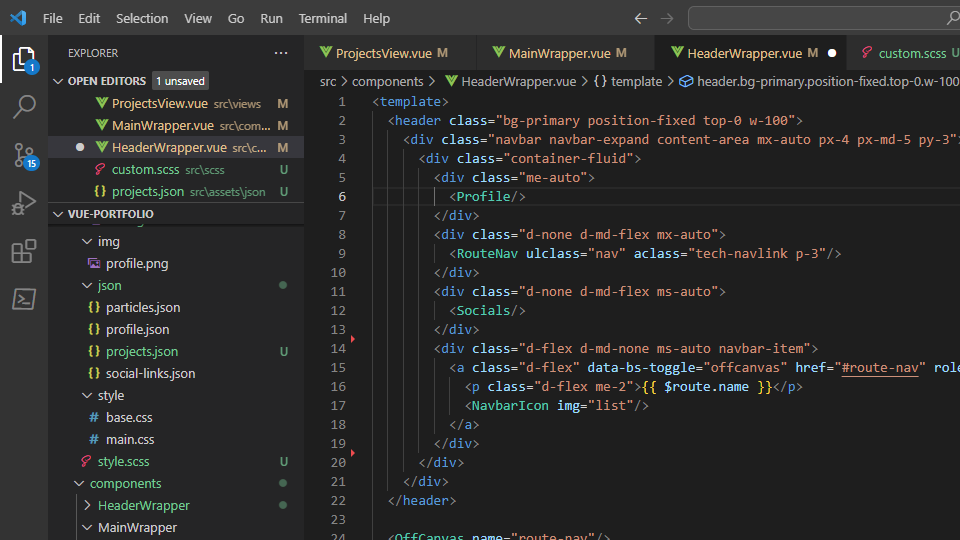 File Edit Selection View Go Run Terminal Help
EXPLORER
OPEN EDITORS 1 unsaved
ProjectsView.vue src\views M
MainWrapper.vue src\com... M
HeaderWrapper.vue src\c... M
custom.scss src\scss U
projects.json src\assets\json U
VUE-PORTFOLIO
img
profile.png
json
particles.json
profile.json
projects.json U
social-links.json
style
base.css
main.css
style.scss U
components
HeaderWrapper
MainWrapper
1
15
ProjectsView.vue M MainWrapper.vue M HeaderWrapper.vue M custom.scss U
src > components > HeaderWrapper.vue > {} template > header.bg-primary.position-fixed.top-0.w-100
1 <template>
2 <header class="bg-primary position-fixed top-0 w-100">
3 <div class="navbar navbar-expand content-area mx-auto px-4 px-md-5 py-3">
4 <div class="container-fluid">
5 <div class="me-auto">
6 <Profile/>
7 </div>
8 <div class="d-none d-md-flex mx-auto">
9 <RouteNav ulclass="nav" aclass="tech-navlink p-3"/>
10 </div>
11 <div class="d-none d-md-flex ms-auto">
12 <Socials/>
13 </div>
14 <div class="d-flex d-md-none ms-auto navbar-item">
15 <a class="d-flex" data-bs-toggle="offcanvas" href="#route-nav" role
16 <p class="d-flex me-2">{{ $route.name }}</p>
17 <NavbarIcon img="list"/>
18 </a>
19 </div>
20 </div>
21 </div>
22 </header>
23
24 <OffCanvas name="route-nav"/>